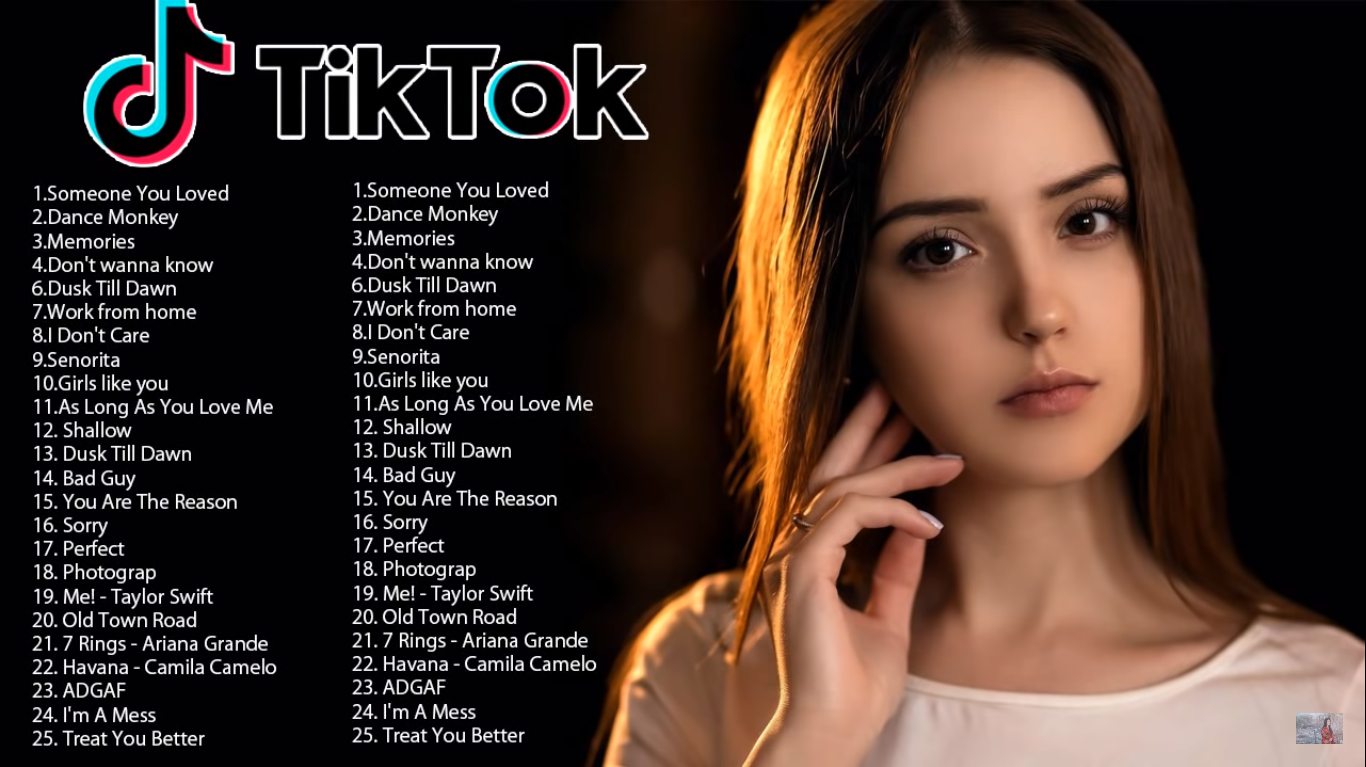 TikTok
1.Someone You Loved
2.Dance Monkey
3.Memories
4.Don't wanna know
6.Dusk Till Dawn
7.Work from home
8.I Don't Care
9.Senorita
10.Girls like you
11.As Long As You Love Me
12. Shallow
13. Dusk Till Dawn
14. Bad Guy
15. You Are The Reason
16. Sorry
17. Perfect
18. Photograp
19. Me! - Taylor Swift
20. Old Town Road
21. 7 Rings - Ariana Grande
22. Havana - Camila Camelo
23. ADGAF
24. I'm A Mess
25. Treat You Better
1.Someone You Loved
2.Dance Monkey
3.Memories
4.Don't wanna know
6.Dusk Till Dawn
7.Work from home
8.I Don't Care
9.Senorita
10.Girls like you
11.As Long As You Love Me
12. Shallow
13. Dusk Till Dawn
14. Bad Guy
15. You Are The Reason
16. Sorry
17. Perfect
18. Photograp
19. Me! - Taylor Swift
20. Old Town Road
21. 7 Rings - Ariana Grande
22. Havana - Camila Camelo
23. ADGAF
24. I'm A Mess
25. Treat You Better